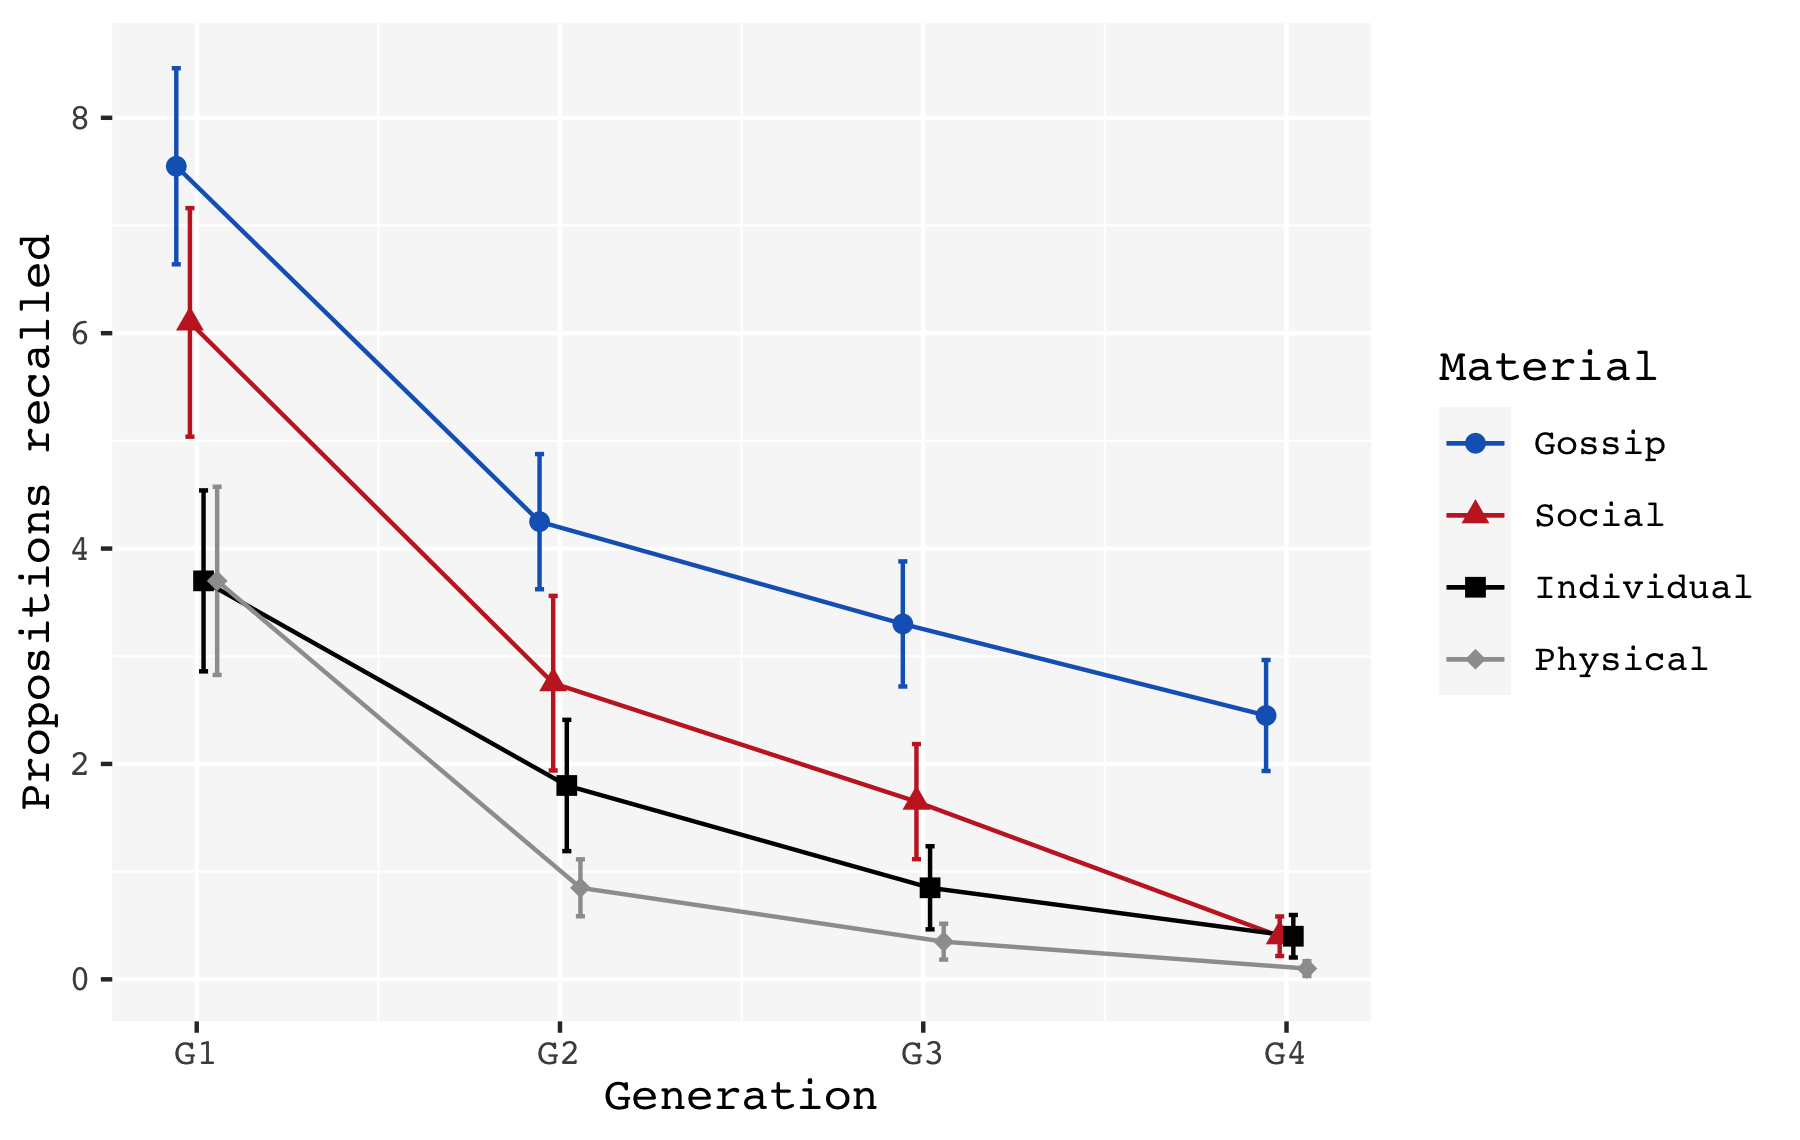 Propositions recalled
8
6
4
2
0
G1 G2 G3 G4
Generation
Material
Gossip
Social
Individual
Physical